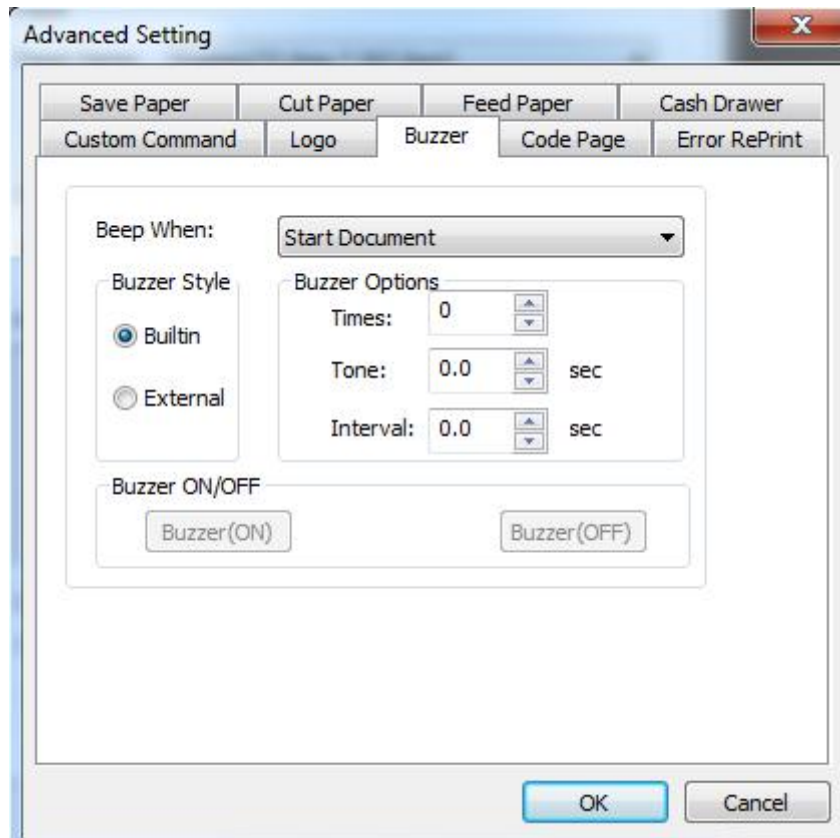 Advanced Setting
X
Save Paper Cut Paper Feed Paper Cash Drawer
Custom Command Logo Buzzer Code Page Error RePrint
Beep When: Start Document
Buzzer Style Buzzer Options
Times: 0
Builtin
Tone: 0.0 sec
External
Interval: 0.0 sec
Buzzer ON/OFF
Buzzer(ON) Buzzer(OFF)
OK Cancel